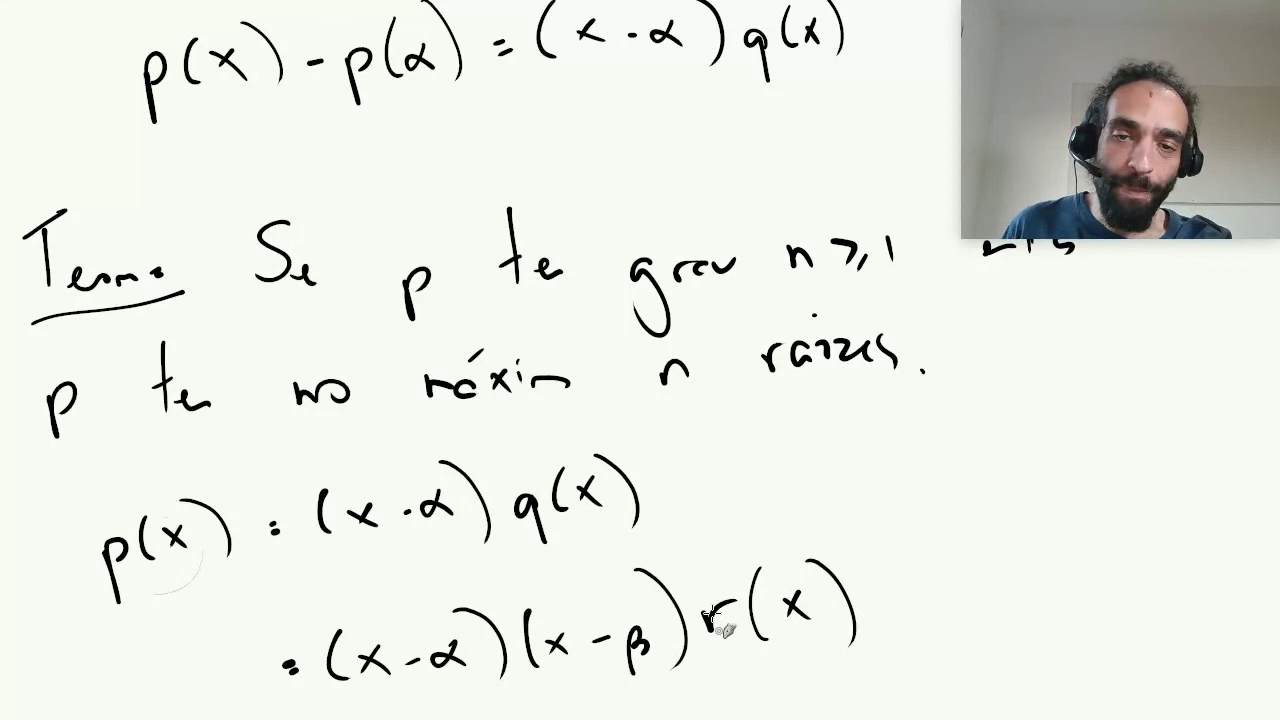 p(x) - p(α) = (x - α) q(x)
Teorema Se p tem grau n ≥ 1
p tem no máximo n raízes.
p(x) = (x - α) q(x)
= (x - α)(x - β) r(x)